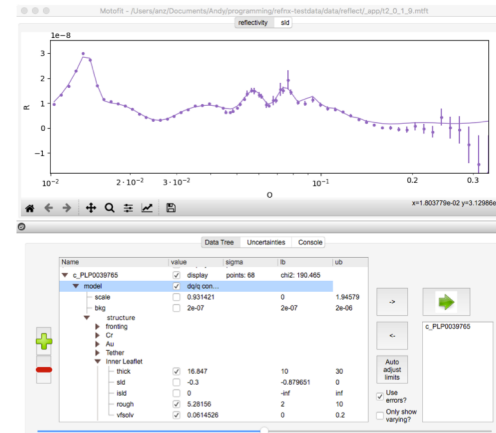 Motofit - /Users/anz/Documents/Andy/programming/refnx-testdata/data/reflect/_app/t2_0_1_9.mtft
reflectivity sld
1e−8
3
2
1
0
−1
R
10⁻² 2·10⁻² 3·10⁻² 10⁻¹ 0.2 0.3
Q
x=1.803779e-02 y=3.12986e
Data Tree Uncertainties Console
Name value sigma lb ub
c_PLP0039765 display points: 68 chi2: 190.465
model dq/q con...
scale 0.931421 0 1.94579
bkg 2e-07 2e-07 2e-06
structure
fronting
Cr
Au
Tether
Inner Leaflet
thick 16.847 10 30
sld -0.3 -0.879651 0
isld 0 -inf inf
rough 5.28156 2 10
vfsolv 0.0614526 0 0.2
->
<-
Auto
adjust
limits
Use
errors?
Only show
varying?
c_PLP0039765